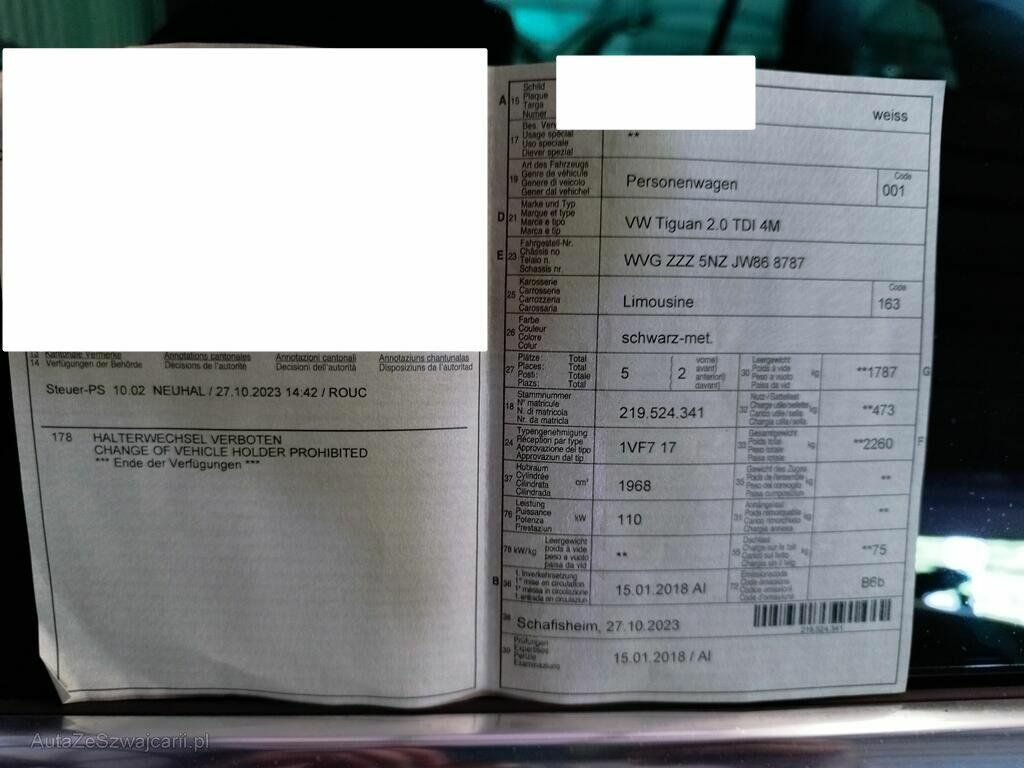 13 Kantonale Vermerke Annotations cantonales Annotazioni cantonali Annotaziuns chantunalas
14 Verfügungen der Behörde Décisions de l'autorité Decisioni dell'autorità Disposiziuns da l'autoritad
Steuer-PS 10.02 NEUHAL / 27.10.2023 14:42 / ROUC
178 HALTERWECHSEL VERBOTEN
CHANGE OF VEHICLE HOLDER PROHIBITED
*** Ende der Verfügungen ***
A 15 Schild
Plaque
Targa
Numer
weiss
17 Bes. Ver
Usage spécial
Uso speciale
Diever spezial
**
19 Art des Fahrzeugs
Genre de véhicule
Genere di veicolo
Gener dal vehichel
Personenwagen
Code
001
D 21 Marke und Typ
Marque et type
Marca e tipo
Marca e tip
VW Tiguan 2.0 TDI 4M
E 23 Fahrgestell-Nr.
Châssis no
Telaio n.
Schassis nr.
WVG ZZZ 5NZ JW86 8787
25 Karosserie
Carrosserie
Carrozzeria
Carossaria
Limousine
Code
163
26 Farbe
Couleur
Colore
Colur
schwarz-met.
27 Plätze: Total
Places: Total
Posti: Totale
Plazs: Total
5
( vorne)
avant)
2 anteriori)
( davant)
30 Leergewicht
Poids à vide
Peso a vuoto
Paisa da vid
kg
**1787
G
18 Stammnummer
N° matricule
N. di matricola
Nr. da matricla
219.524.341
32 Nutz-/Sattellast
Charge utile/sellette
Carico utile/sella
Chargia utila/sella
kg
**473
24 Typengenehmigung
Réception par type
Approvazione del tipo
Approvaziun dal tip
1VF7 17
33 Gesamtgewicht
Poids total
Peso totale
Paisa totala
kg
**2260
F
37 Hubraum
Cylindrée
Cilindrata
Cilindrada
cm³
1968
35 Gewicht des Zuges
Poids de l'ensemble
Peso del convoglio
Paisa cumposiziun
kg
**
76 Leistung
Puissance
Potenza
Prestaziun
kW
110
31 Anhängelast
Poids remorquable
Carico rimorchiato
Chargia annexa
kg
**
78 kW/kg
Leergewicht
poids à vide
peso a vuoto
paisa da vid
**
55 Dachlast
Charge sur le toit
Carico sul tetto
Chargia sin il tetg
kg
**75
B 36 1. Inverkehrsetzung
1re mise en circulation
1a messa in circolazione
1. entrada en circulaziun
15.01.2018 AI
72 Emissionscode
Code émissions
Codice emissioni
Code d'emissiuns
B6b
38 Schafisheim, 27.10.2023
219.524.341
39 Prüfungen
Expertises
Perizie
Examinaziuns
15.01.2018 / AI
AutaZeSzwajcarii.pl